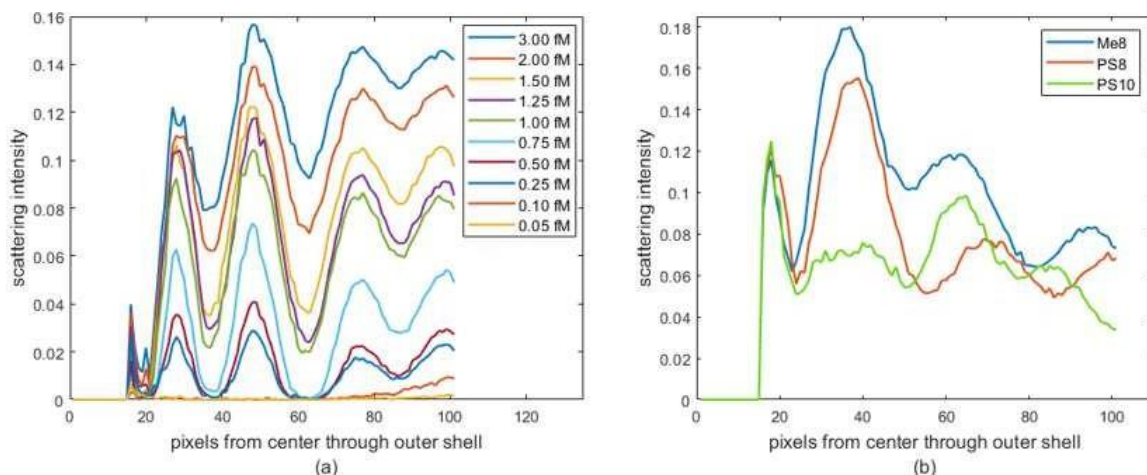 0.16
0.14
0.12
0.1
0.08
0.06
0.04
0.02
0
scattering intensity
0
20
40
60
80
100
120
pixels from center through outer shell
3.00 fM
2.00 fM
1.50 fM
1.25 fM
1.00 fM
0.75 fM
0.50 fM
0.25 fM
0.10 fM
0.05 fM
(a)
0.18
0.16
0.12
0.1
0.08
0.06
0.04
0.02
0
scattering intensity
0
20
40
60
80
100
pixels from center through outer shell
Me8
PS8
PS10
(b)